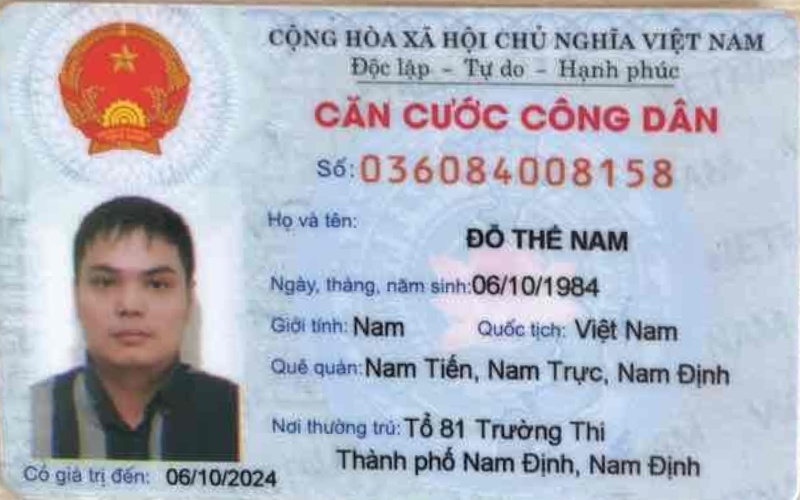 CỘNG HÒA XÃ HỘI CHỦ NGHĨA VIỆT NAM
Độc lập – Tự do – Hạnh phúc
CĂN CƯỚC CÔNG DÂN
Số: 036084008158
Họ và tên:
ĐỖ THẾ NAM
Ngày, tháng, năm sinh: 06/10/1984
Giới tính: Nam Quốc tịch: Việt Nam
Quê quán: Nam Tiến, Nam Trực, Nam Định
Nơi thường trú: Tổ 81 Trường Thi
Thành phố Nam Định, Nam Định
Có giá trị đến: 06/10/2024